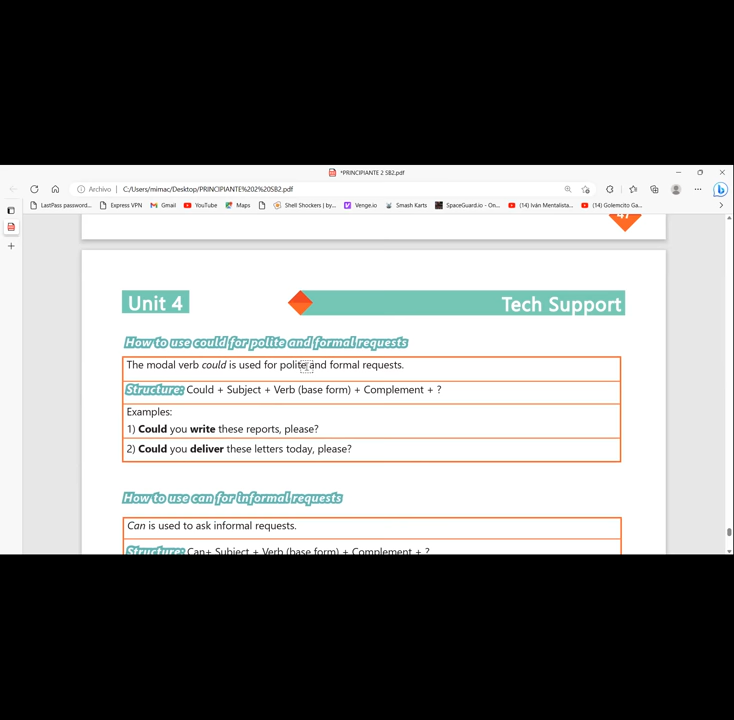 *PRINCIPIANTE 2 SB2.pdf
Archivo | C:/Users/mimac/Desktop/PRINCIPIANTE%202%20SB2.pdf
LastPass password... Express VPN Gmail YouTube Maps Shell Shockers | by... Venge.io Smash Karts SpaceGuard.io - On... (14) Iván Mentalista... (14) Golemcito Ga...
47
Unit 4 Tech Support
How to use could for polite and formal requests
The modal verb could is used for polite and formal requests.
Structure: Could + Subject + Verb (base form) + Complement + ?
Examples:
1) Could you write these reports, please?
2) Could you deliver these letters today, please?
How to use can for informal requests
Can is used to ask informal requests.
Structure: Can+ Subject + Verb (base form) + Complement + ?